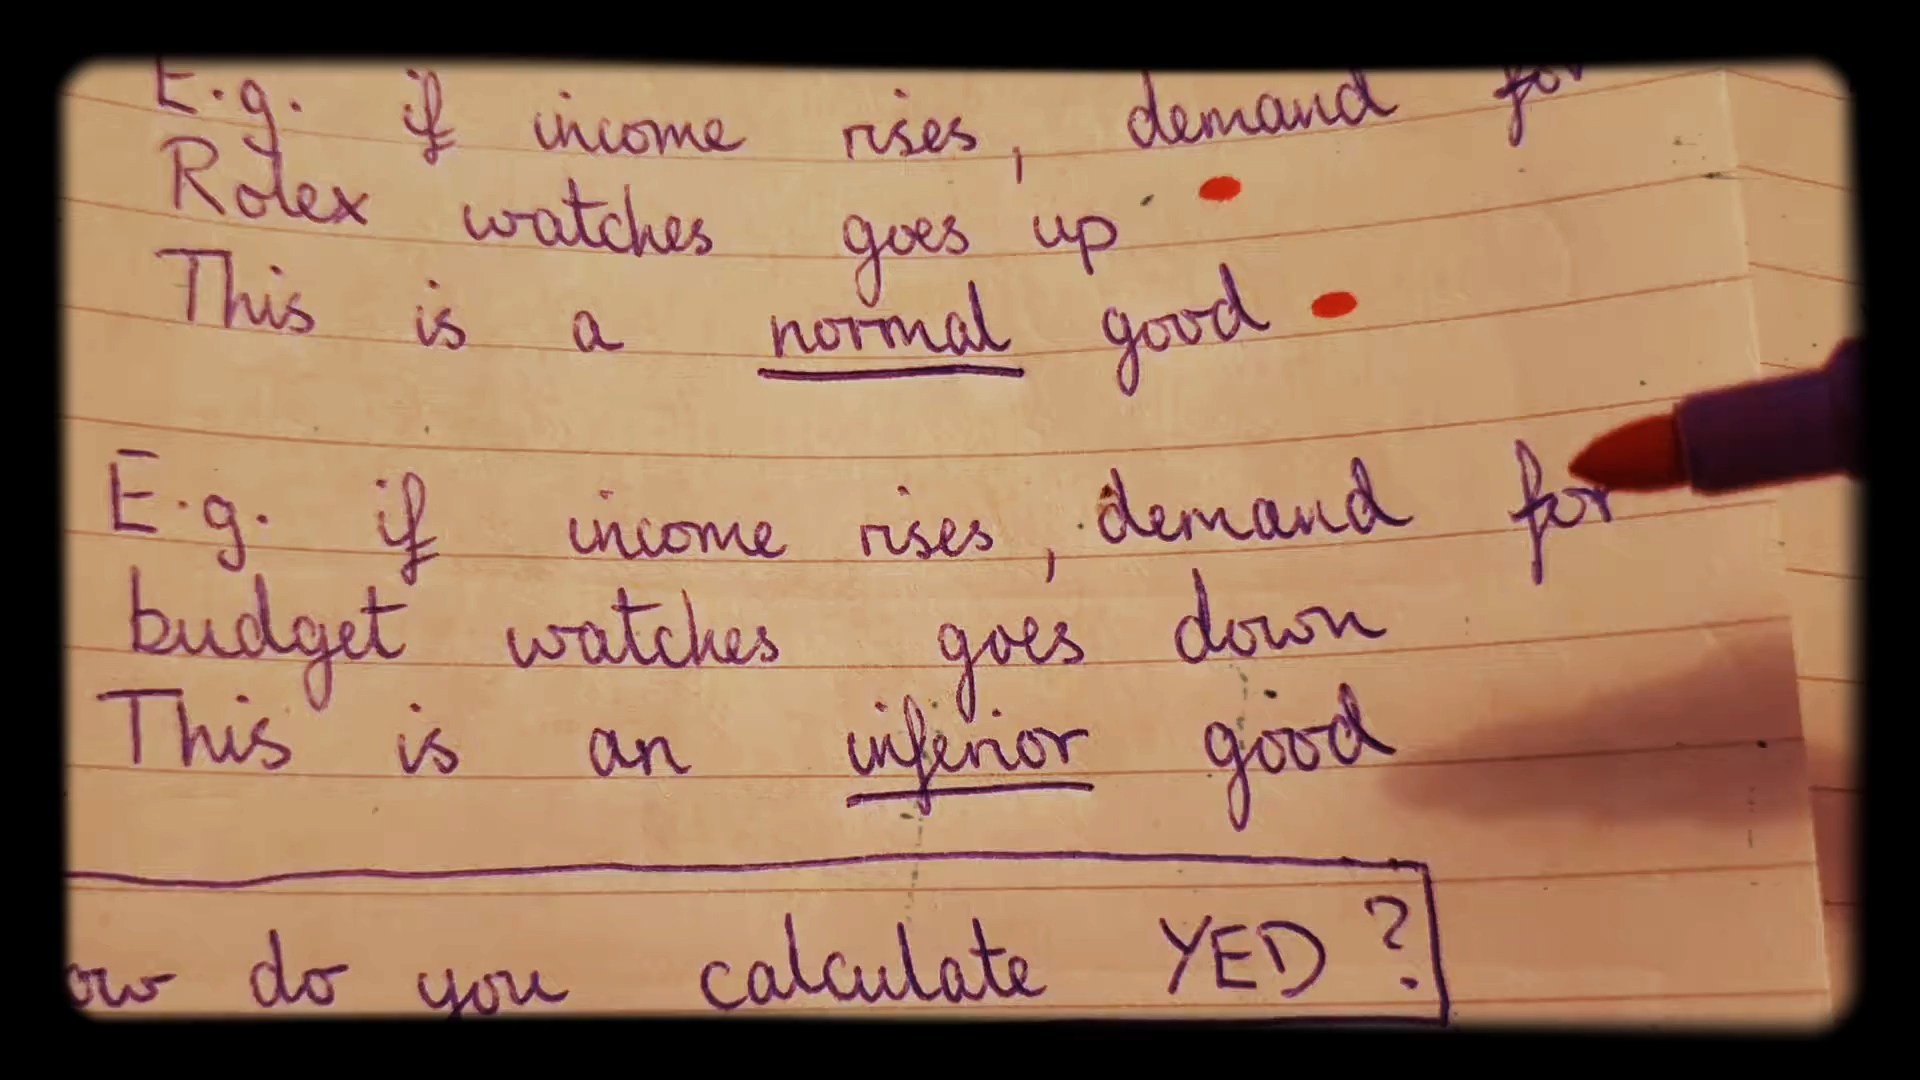 E.g. if income rises, demand for
Rolex watches goes up
This is a normal good
E.g. if income rises, demand for
budget watches goes down
This is an inferior good
ow do you calculate YED?